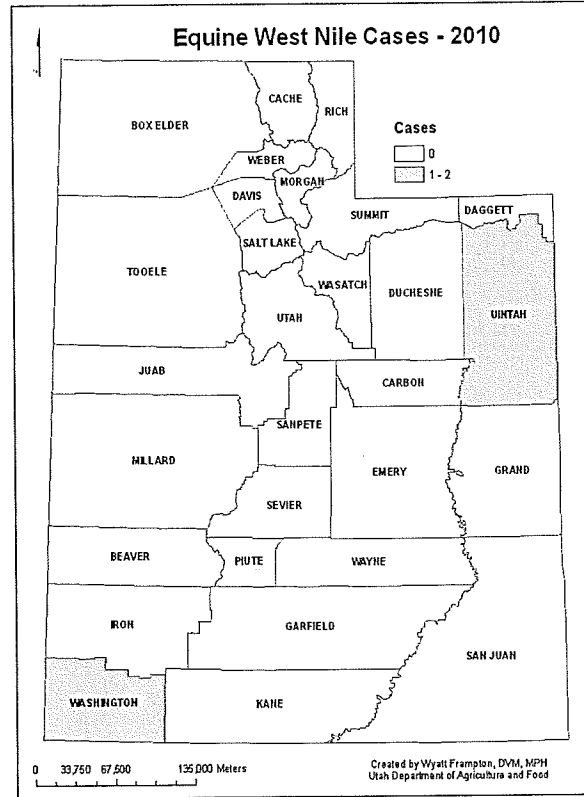 Equine West Nile Cases - 2010
CACHE
RICH
BOX ELDER
Cases
0
1 - 2
WEBER
MORGAN
DAVIS
SUMMIT
DAGGETT
SALT LAKE
TOOELE
WASATCH
DUCHESHE
UINTAH
UTAH
JUAB
CARBON
SANPETE
MILLARD
EMERY
GRAND
SEVIER
BEAVER
PIUTE
WAYNE
IRON
GARFIELD
SAN JUAN
WASHINGTON
KANE
0 33,750 67,500 135,000 Meters
Created by Wyatt Frampton, DVM, MPH
Utah Department of Agriculture and Food